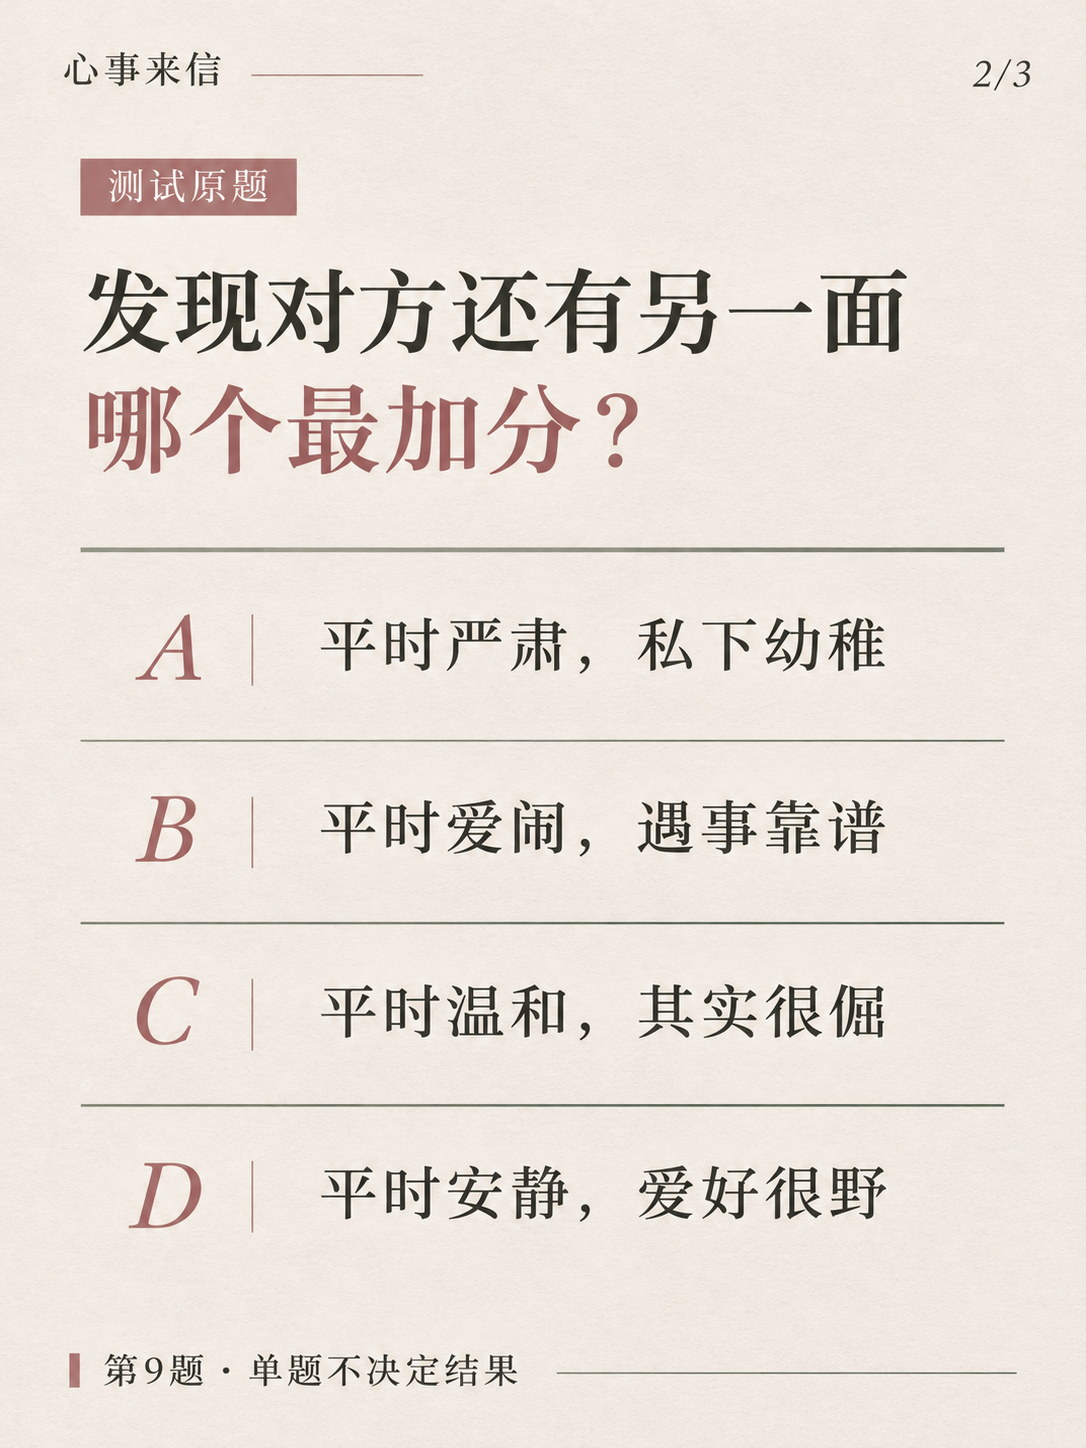 心事来信
2/3
测试原题
发现对方还有另一面
哪个最加分?
A 平时严肃，私下幼稚
B 平时爱闹，遇事靠谱
C 平时温和，其实很倔
D 平时安静，爱好很野
第9题·单题不决定结果